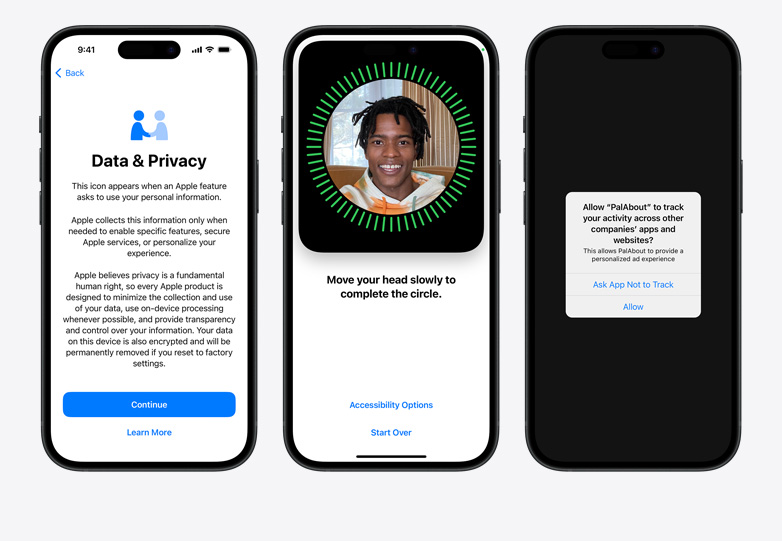 9:41
Back
Data & Privacy
This icon appears when an Apple feature
asks to use your personal information.
Apple collects this information only when
needed to enable specific features, secure
Apple services, or personalize your
experience.
Apple believes privacy is a fundamental
human right, so every Apple product is
designed to minimize the collection and use
of your data, use on-device processing
whenever possible, and provide transparency
and control over your information. Your data
on this device is also encrypted and will be
permanently removed if you reset to factory
settings.
Continue
Learn More
Move your head slowly to
complete the circle.
Accessibility Options
Start Over
Allow “PalAbout” to track
your activity across other
companies’ apps and
websites?
This allows PalAbout to provide a
personalized ad experience
Ask App Not to Track
Allow